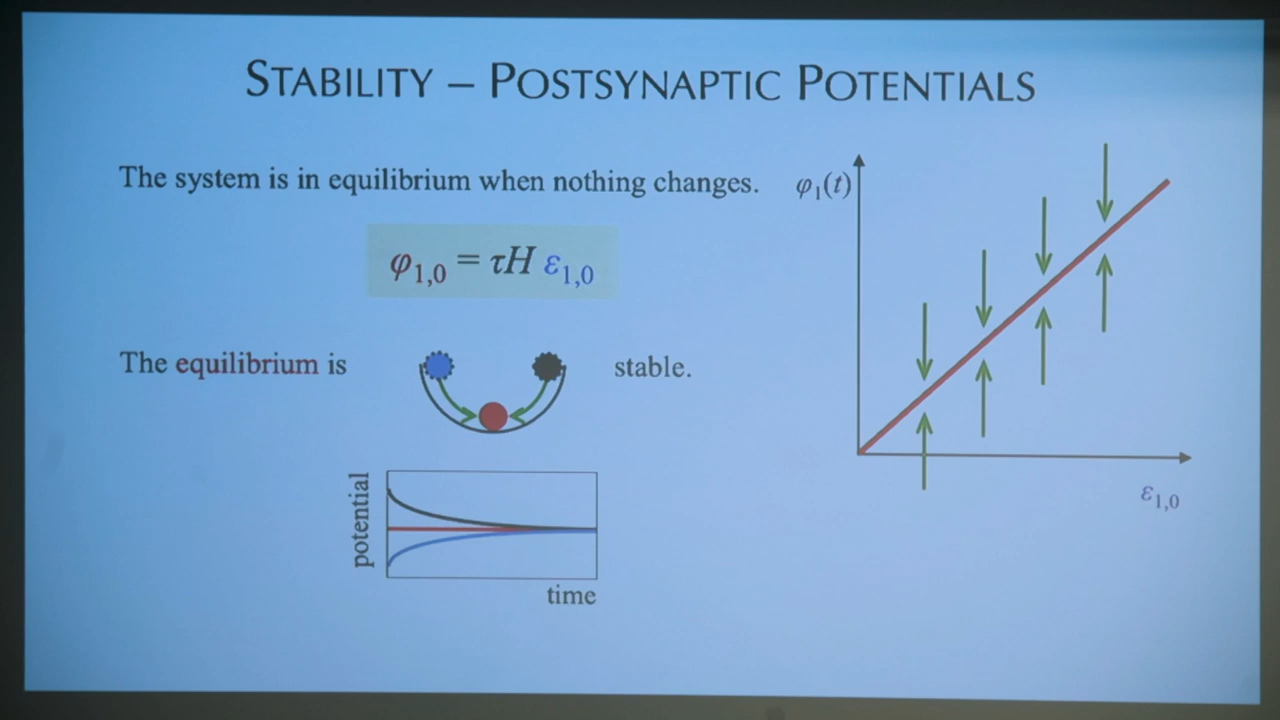 STABILITY – POSTSYNAPTIC POTENTIALS
The system is in equilibrium when nothing changes.
φ₁(t)
φ₁,₀ = τH ε₁,₀
The equilibrium is stable.
ε₁,₀
potential
time